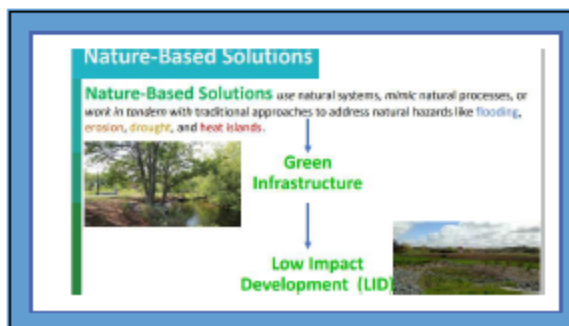 Nature-Based Solutions
Nature-Based Solutions use natural systems, mimic natural processes, or
work in tandem with traditional approaches to address natural hazards like flooding,
erosion, drought, and heat islands.
Green
Infrastructure
Low Impact
Development (LID)